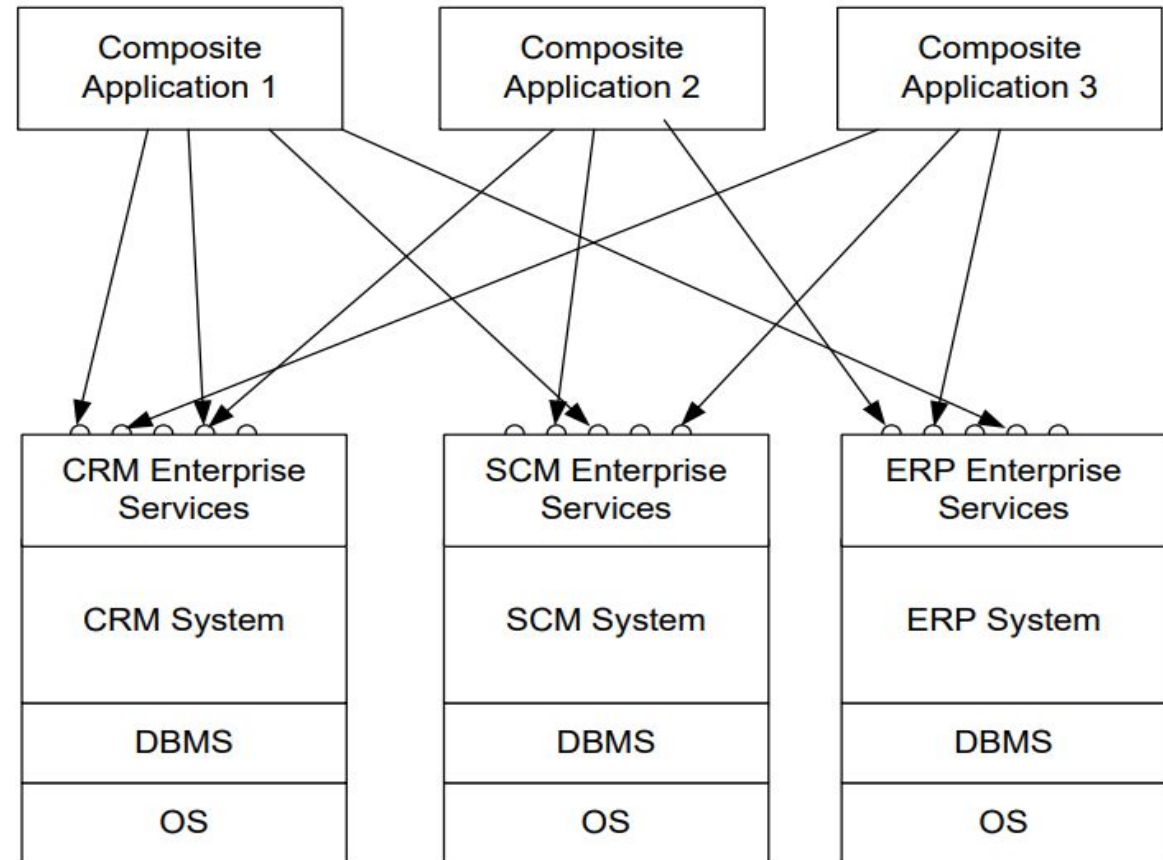 Composite
Application 1
Composite
Application 2
Composite
Application 3
CRM Enterprise
Services
SCM Enterprise
Services
ERP Enterprise
Services
CRM System
SCM System
ERP System
DBMS
DBMS
DBMS
OS
OS
OS